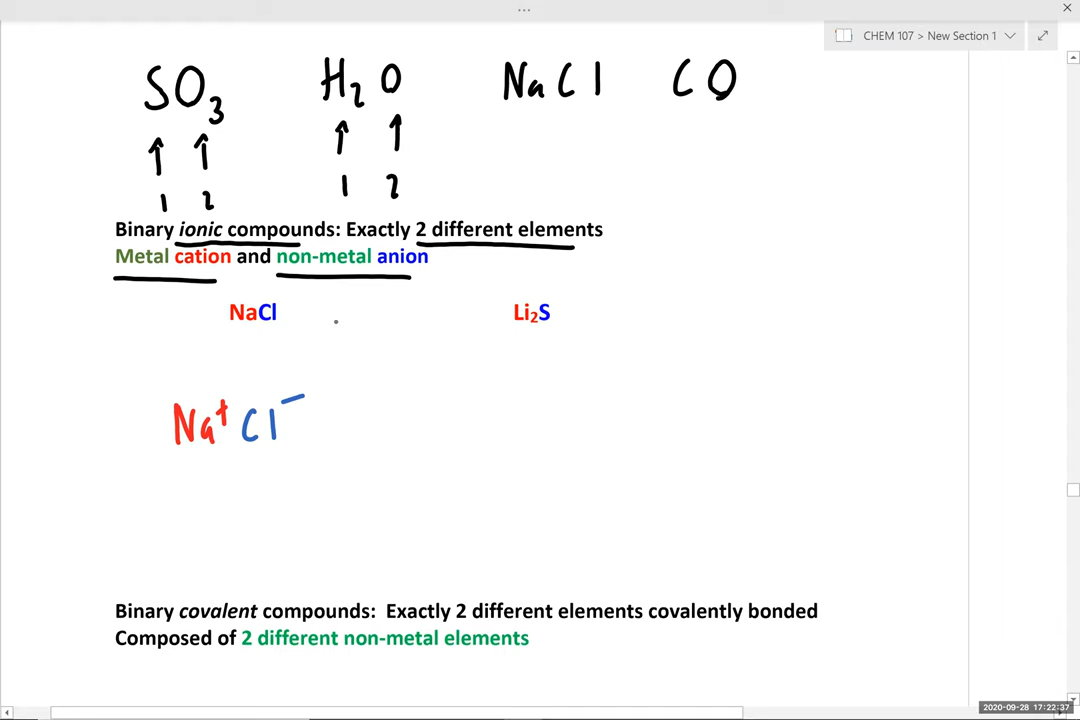 CHEM 107 > New Section 1
SO₃ H₂O NaCl CO
1 2 1 2
Binary ionic compounds: Exactly 2 different elements
Metal cation and non-metal anion
NaCl Li₂S
Na⁺ Cl⁻
Binary covalent compounds: Exactly 2 different elements covalently bonded
Composed of 2 different non-metal elements
2020-09-28 17:22:37